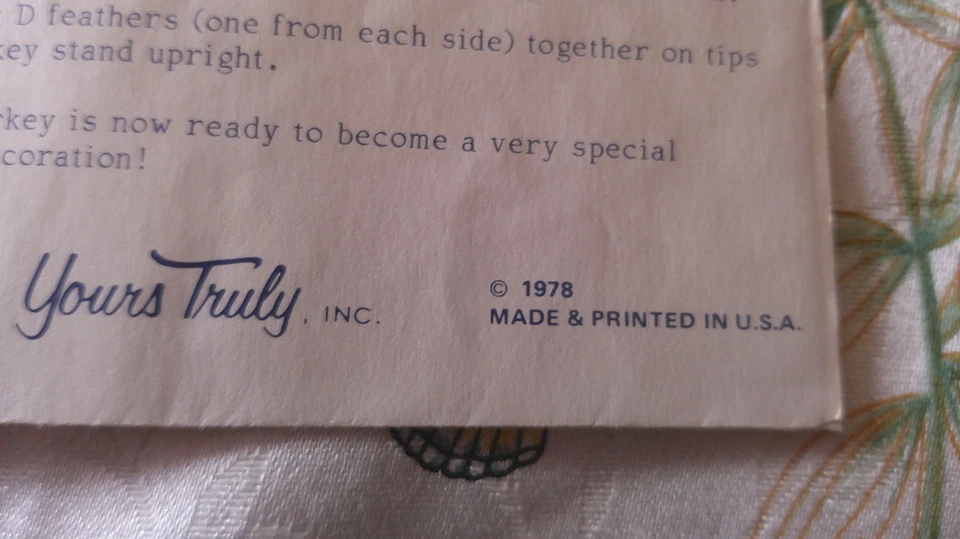 D feathers (one from each side) together on tips
key stand upright.
rkey is now ready to become a very special
coration!
Yours Truly, INC.
© 1978
MADE & PRINTED IN U.S.A.